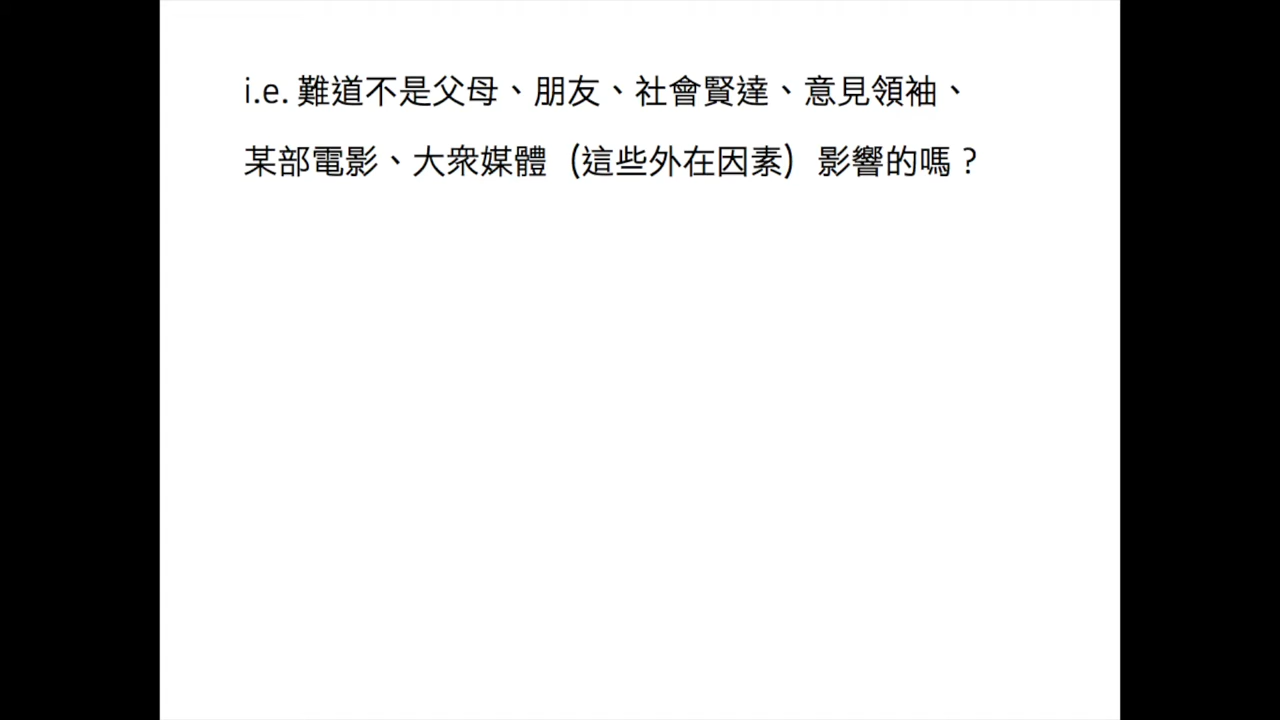 i.e. 難道不是父母、朋友、社會賢達、意見領袖、
某部電影、大眾媒體（這些外在因素）影響的嗎？